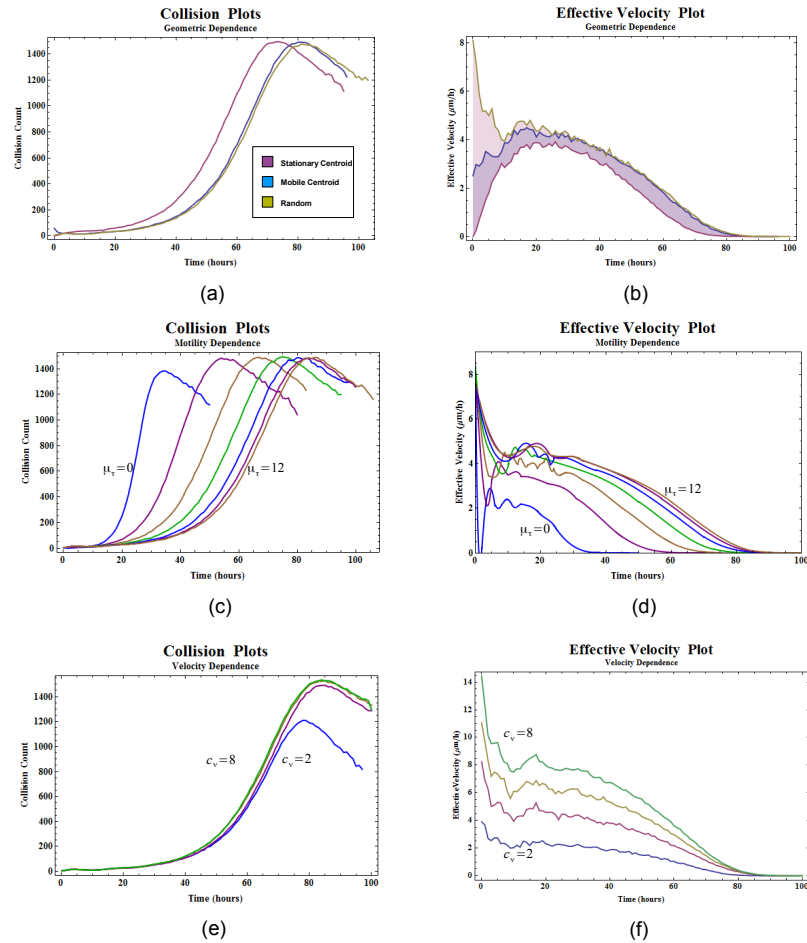 Collision Plots
Geometric Dependence
Collision Count
1400
1200
1000
800
600
400
200
0
0 20 40 60 80 100
Time (hours)
Stationary Centroid
Mobile Centroid
Random
(a)
Effective Velocity Plot
Geometric Dependence
Effective Velocity (μm/h)
8
6
4
2
0
0 20 40 60 80 100
Time (hours)
(b)
Collision Plots
Motility Dependence
Collision Count
1400
1200
1000
800
600
400
200
0
0 20 40 60 80 100
Time (hours)
μτ=0
μτ=12
(c)
Effective Velocity Plot
Motility Dependence
Effective Velocity (μm/h)
8
6
4
2
0
0 20 40 60 80 100
Time (hours)
μτ=12
μτ=0
(d)
Collision Plots
Velocity Dependence
Collision Count
1400
1200
1000
800
600
400
200
0
0 20 40 60 80 100
Time (hours)
cv=8
cv=2
(e)
Effective Velocity Plot
Velocity Dependence
EffectiveVelocity (μm/h)
14
12
10
8
6
4
2
0
0 20 40 60 80 100
Time (hours)
cv=8
cv=2
(f)